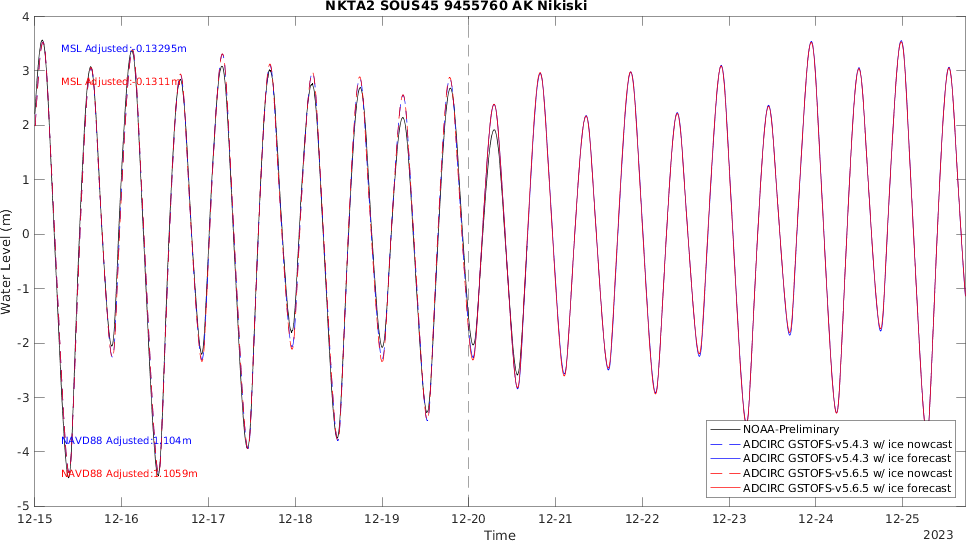 NKTA2 SOUS45 9455760 AK Nikiski
MSL Adjusted:-0.13295m
MSL Adjusted:-0.1311m
NAVD88 Adjusted:1.104m
NAVD88 Adjusted:1.1059m
4
3
2
1
0
-1
-2
-3
-4
-5
Water Level (m)
NOAA-Preliminary
ADCIRC GSTOFS-v5.4.3 w/ ice nowcast
ADCIRC GSTOFS-v5.4.3 w/ ice forecast
ADCIRC GSTOFS-v5.6.5 w/ ice nowcast
ADCIRC GSTOFS-v5.6.5 w/ ice forecast
12-15 12-16 12-17 12-18 12-19 12-20 12-21 12-22 12-23 12-24 12-25
Time
2023